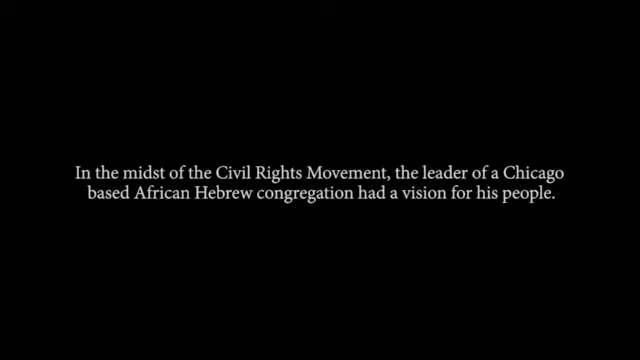 In the midst of the Civil Rights Movement, the leader of a Chicago
based African Hebrew congregation had a vision for his people.